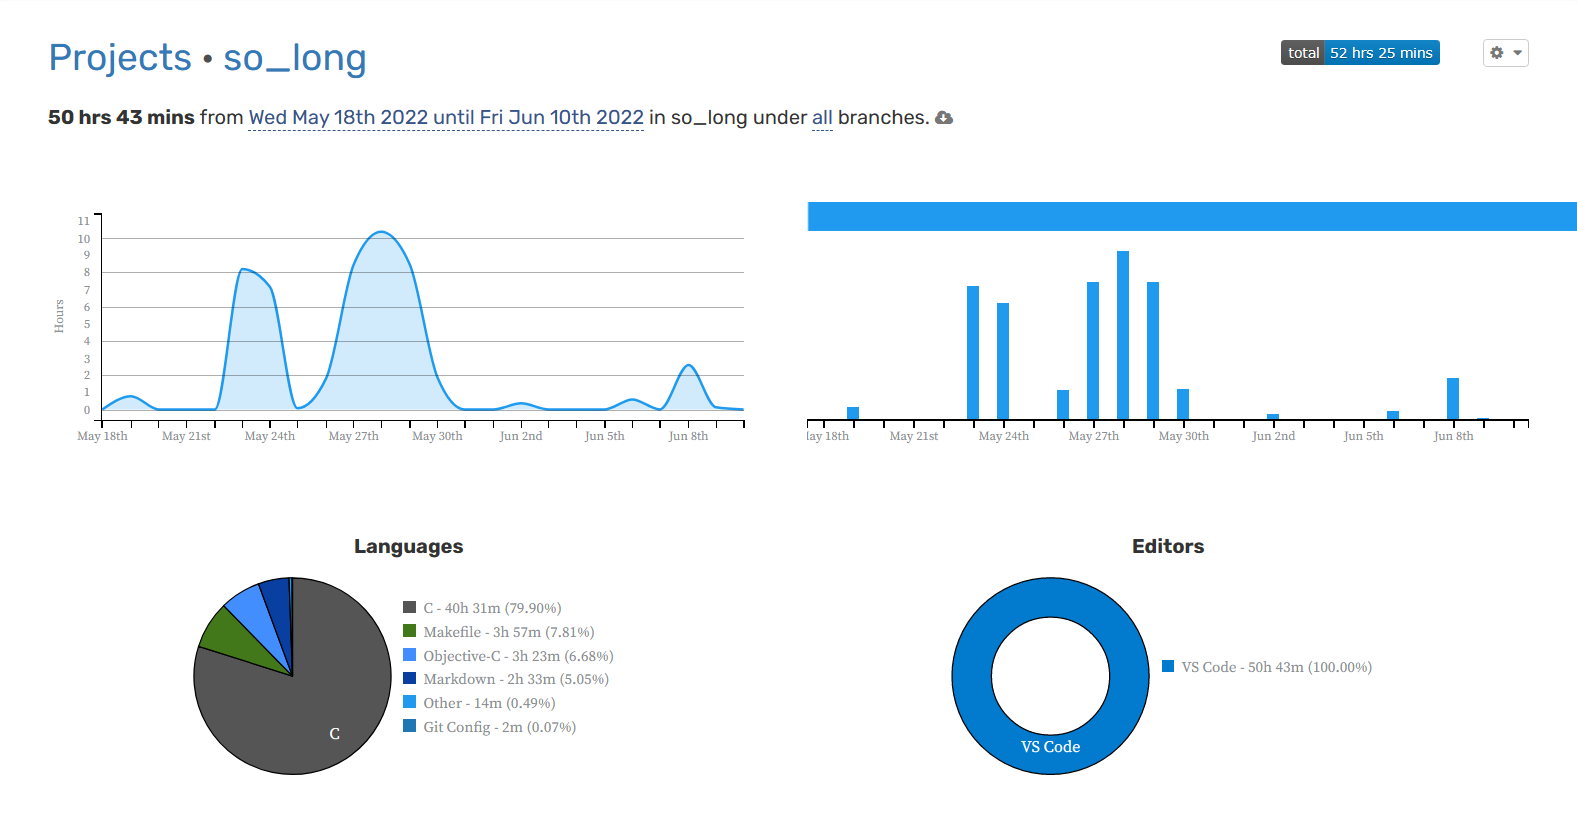 Projects • so_long
total 52 hrs 25 mins
50 hrs 43 mins from Wed May 18th 2022 until Fri Jun 10th 2022 in so_long under all branches.
Hours
11
10
9
8
7
6
5
4
3
2
1
0
May 18th May 21st May 24th May 27th May 30th Jun 2nd Jun 5th Jun 8th
lay 18th May 21st May 24th May 27th May 30th Jun 2nd Jun 5th Jun 8th
Languages
C
C - 40h 31m (79.90%)
Makefile - 3h 57m (7.81%)
Objective-C - 3h 23m (6.68%)
Markdown - 2h 33m (5.05%)
Other - 14m (0.49%)
Git Config - 2m (0.07%)
Editors
VS Code
VS Code - 50h 43m (100.00%)